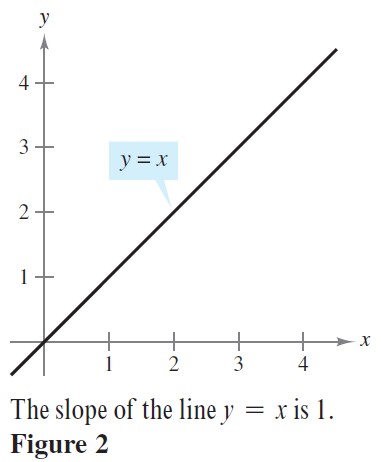 y
4
3
y = x
2
1
x
1 2 3 4
The slope of the line y = x is 1.
Figure 2